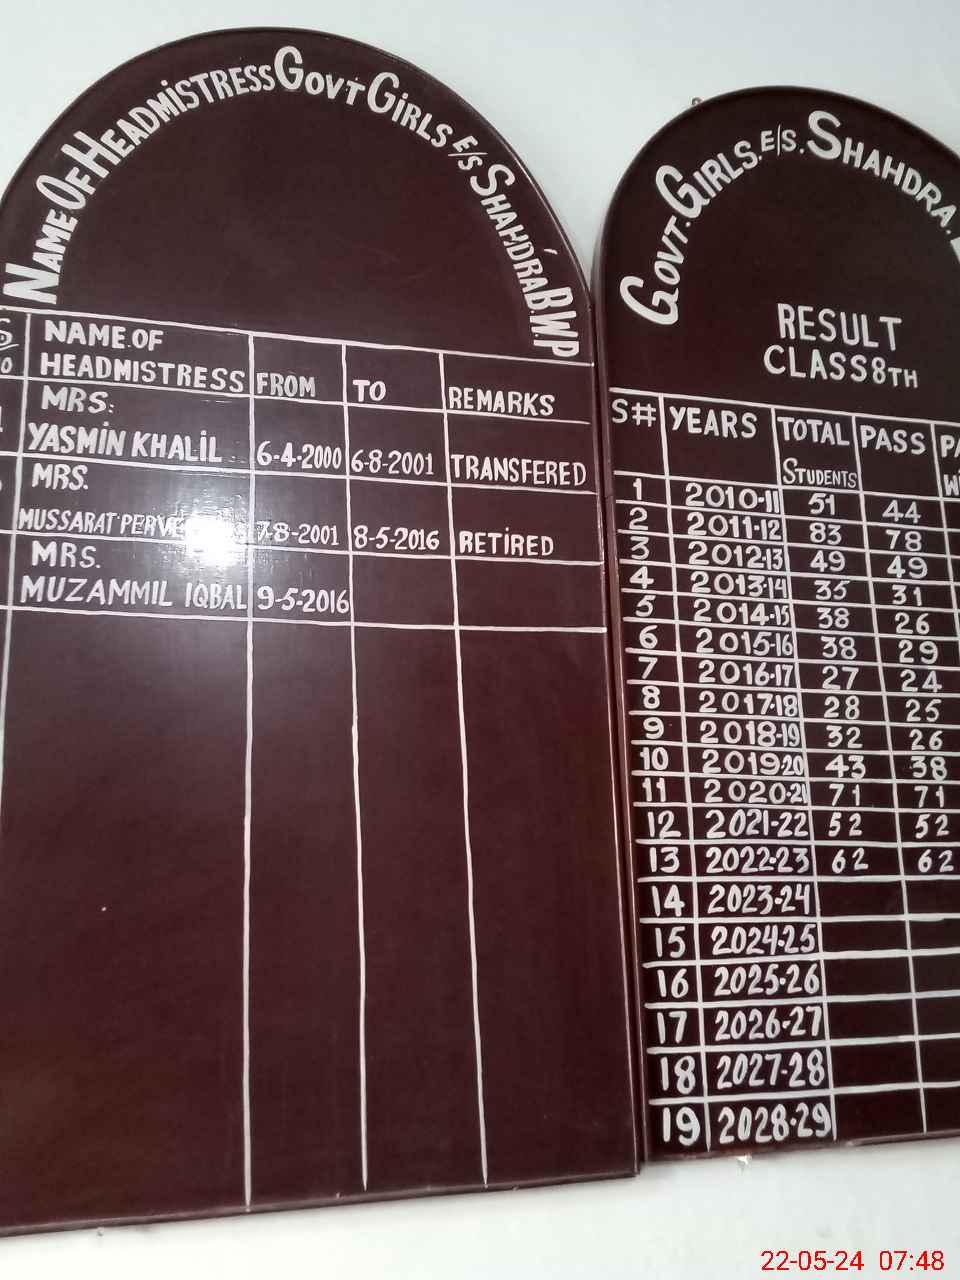 NAME OF HEADMISTRESS GOVT GIRLS E/S SHAHDRA B.W.P
NAME.OF HEADMISTRESS FROM TO REMARKS
MRS: YASMIN KHALIL 6-4-2000 6-8-2001 TRANSFERED
MRS. MUSSARAT 7-8-2001 8-5-2016 RETIRED
MRS. MUZAMMIL IQBAL 9-5-2016
GOVT. GIRLS. E/S. SHAHDRA.
RESULT
CLASS 8TH
S# YEARS TOTAL STUDENTS PASS
1 2010-11 51 44
2 2011-12 83 78
3 2012-13 49 49
4 2013-14 35 31
5 2014-15 38 26
6 2015-16 38 29
7 2016-17 27 24
8 2017-18 28 25
9 2018-19 32 26
10 2019-20 43 38
11 2020-21 71 71
12 2021-22 52 52
13 2022-23 62 62
14 2023-24
15 2024-25
16 2025-26
17 2026-27
18 2027-28
19 2028-29
22-05-24 07:48